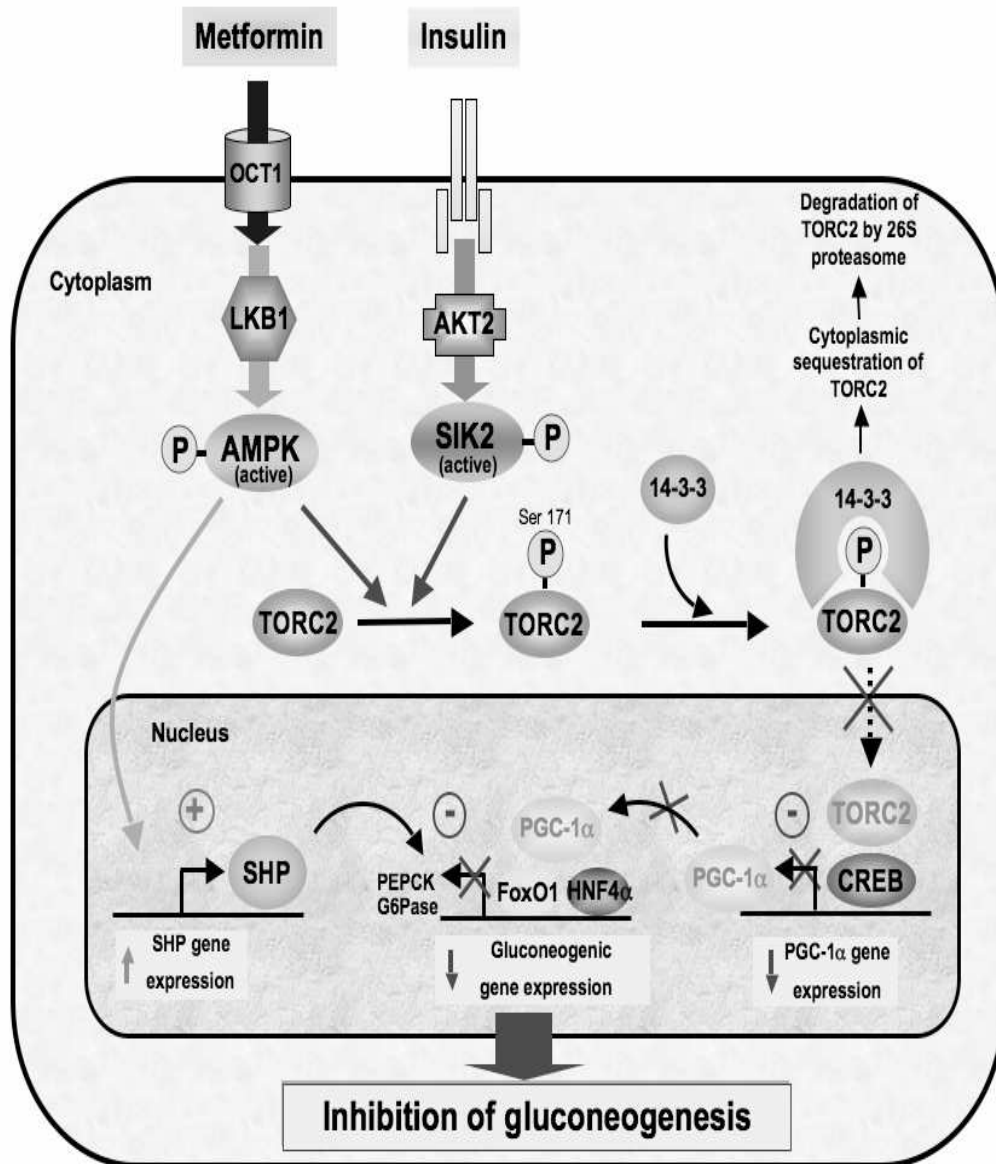 Metformin
Insulin
OCT1
Cytoplasm
LKB1
AKT2
Degradation of
TORC2 by 26S
proteasome
Cytoplasmic
sequestration of
TORC2
P
AMPK
(active)
SIK2
(active)
P
14-3-3
14-3-3
Ser 171
P
P
TORC2
TORC2
TORC2
Nucleus
+
-
-
PGC-1α
TORC2
SHP
PEPCK
G6Pase
FoxO1
HNF4α
PGC-1α
CREB
SHP gene
expression
Gluconeogenic
gene expression
PGC-1α gene
expression
Inhibition of gluconeogenesis